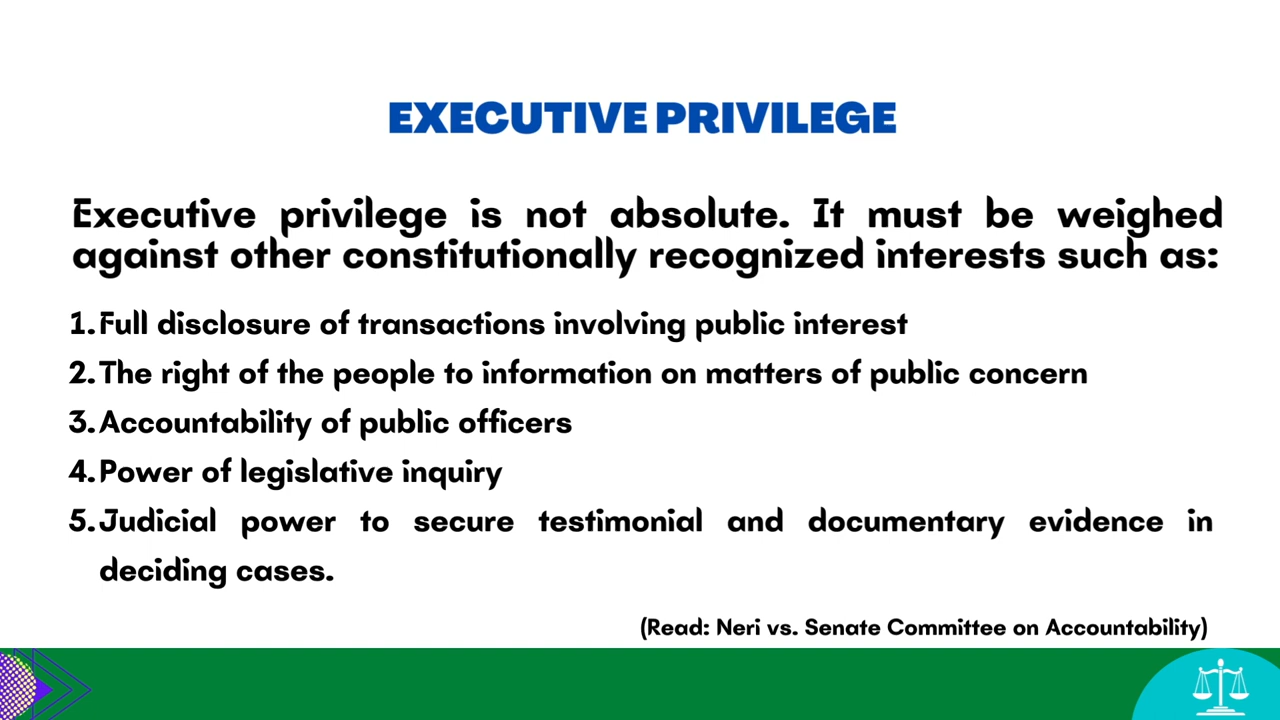 EXECUTIVE PRIVILEGE
Executive privilege is not absolute. It must be weighed
against other constitutionally recognized interests such as:
1. Full disclosure of transactions involving public interest
2. The right of the people to information on matters of public concern
3. Accountability of public officers
4. Power of legislative inquiry
5. Judicial power to secure testimonial and documentary evidence in
deciding cases.
(Read: Neri vs. Senate Committee on Accountability)